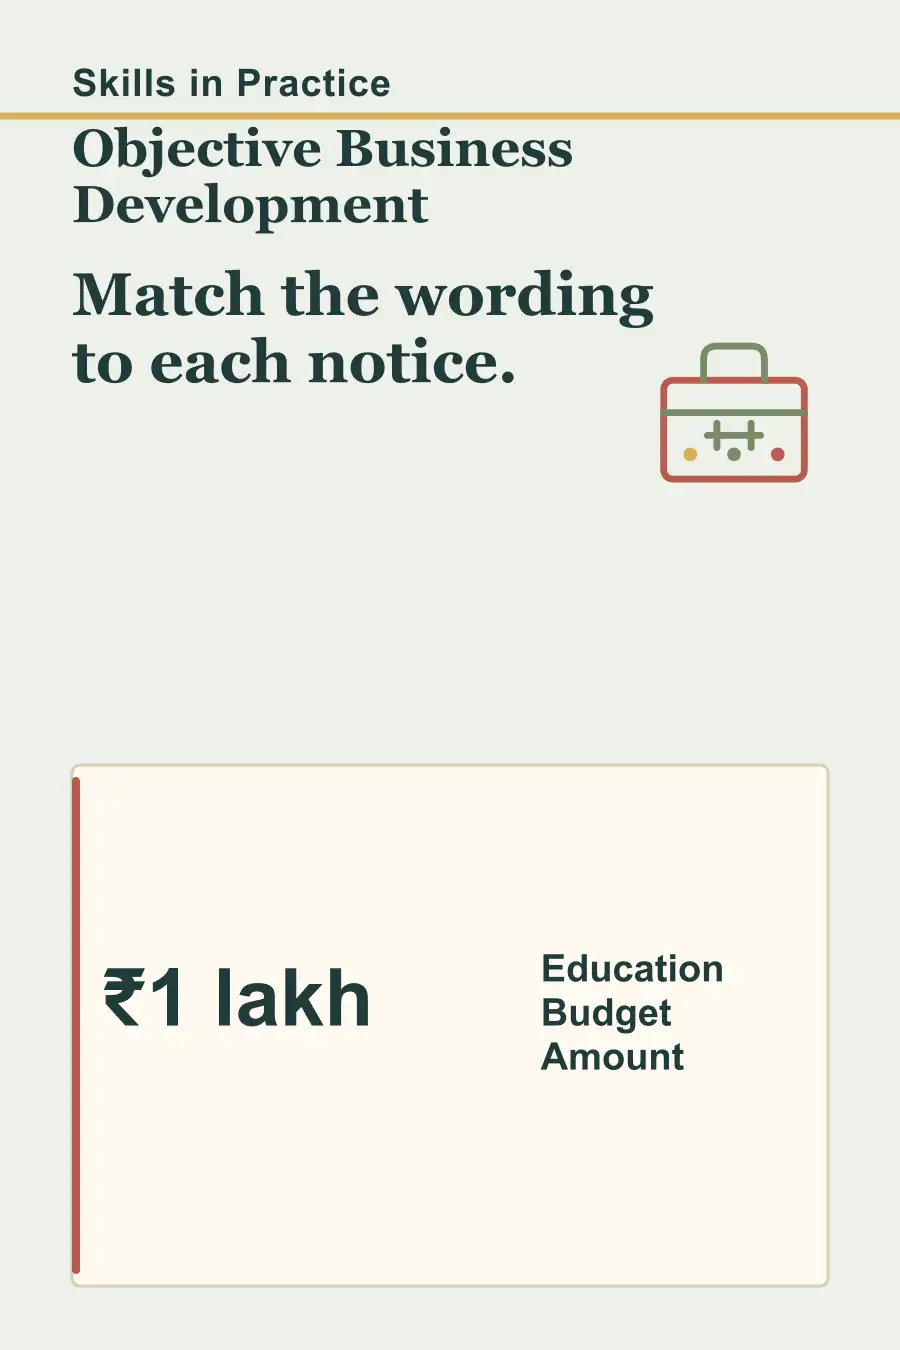 Skills in Practice
Objective Business
Development
Match the wording
to each notice.
₹1 lakh
Education
Budget
Amount